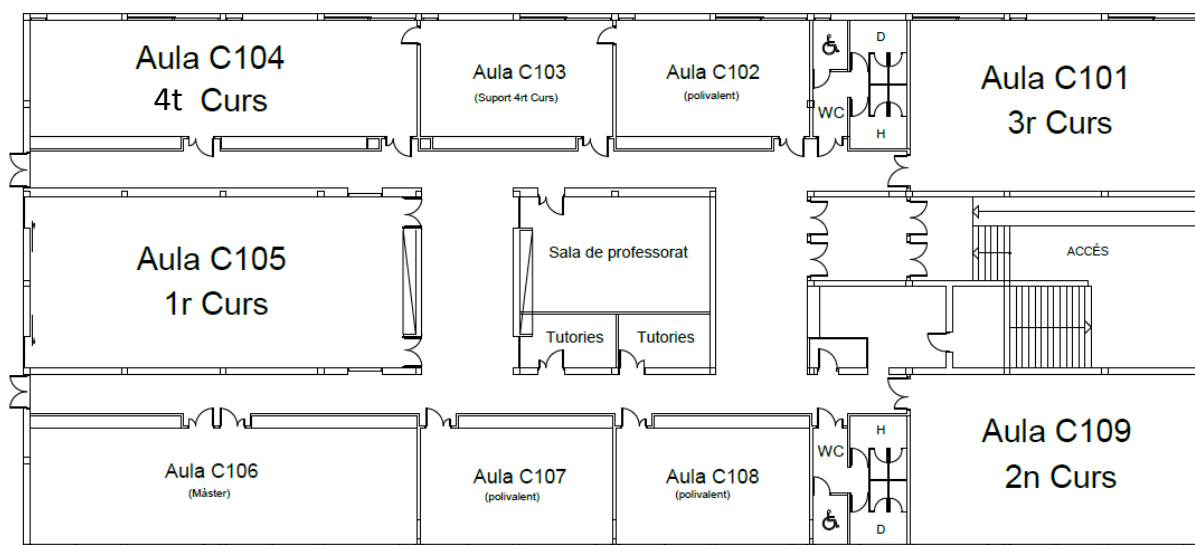 Aula C104
4t Curs
Aula C103
(Suport 4rt Curs)
Aula C102
(polivalent)
WC
D
H
Aula C101
3r Curs
Aula C105
1r Curs
Sala de professorat
Tutories
Tutories
ACCÉS
Aula C106
(Màster)
Aula C107
(polivalent)
Aula C108
(polivalent)
WC
H
D
Aula C109
2n Curs